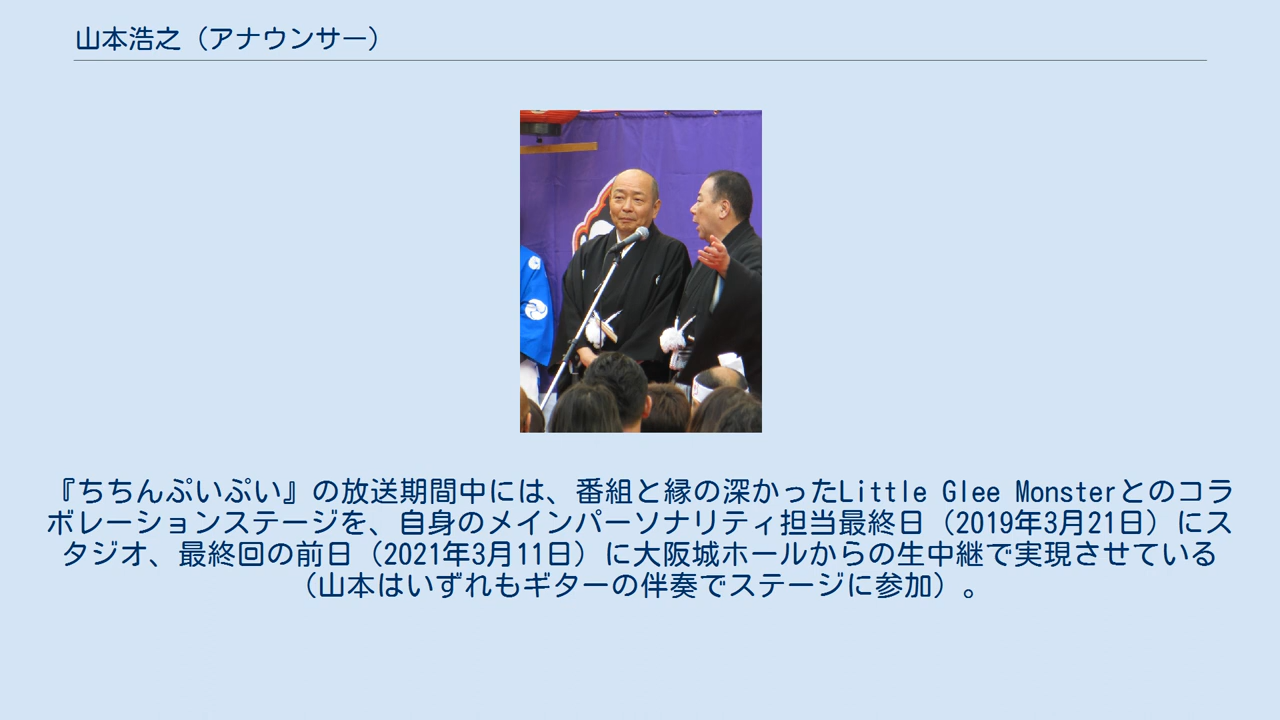 山本浩之（アナウンサー）
『ちちんぷいぷい』の放送期間中には、番組と縁の深かったLittle Glee Monsterとのコラ
ボレーションステージを、自身のメインパーソナリティ担当最終日（2019年3月21日）にス
タジオ、最終回の前日（2021年3月11日）に大阪城ホールからの生中継で実現させている
（山本はいずれもギターの伴奏でステージに参加）。